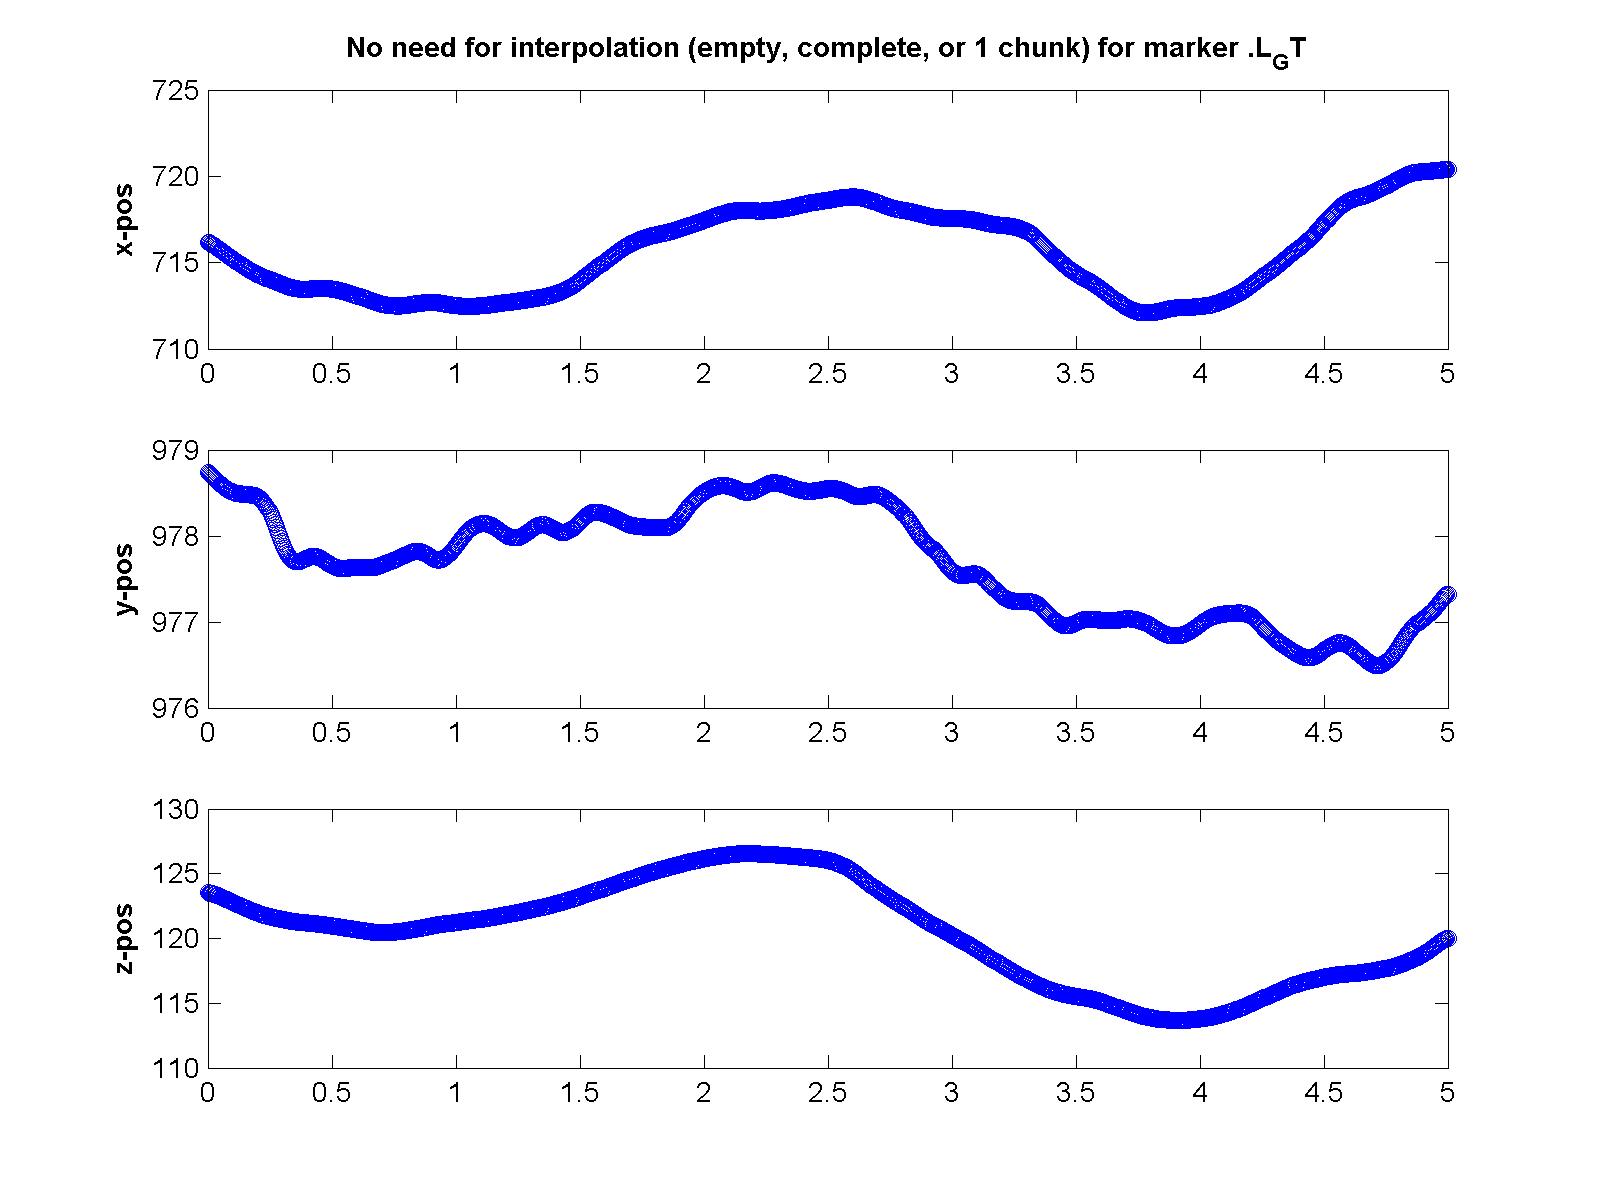 No need for interpolation (empty, complete, or 1 chunk) for marker .L_GT
725
720
715
710
x-pos
0 0.5 1 1.5 2 2.5 3 3.5 4 4.5 5
979
978
977
976
y-pos
0 0.5 1 1.5 2 2.5 3 3.5 4 4.5 5
130
125
120
115
110
z-pos
0 0.5 1 1.5 2 2.5 3 3.5 4 4.5 5